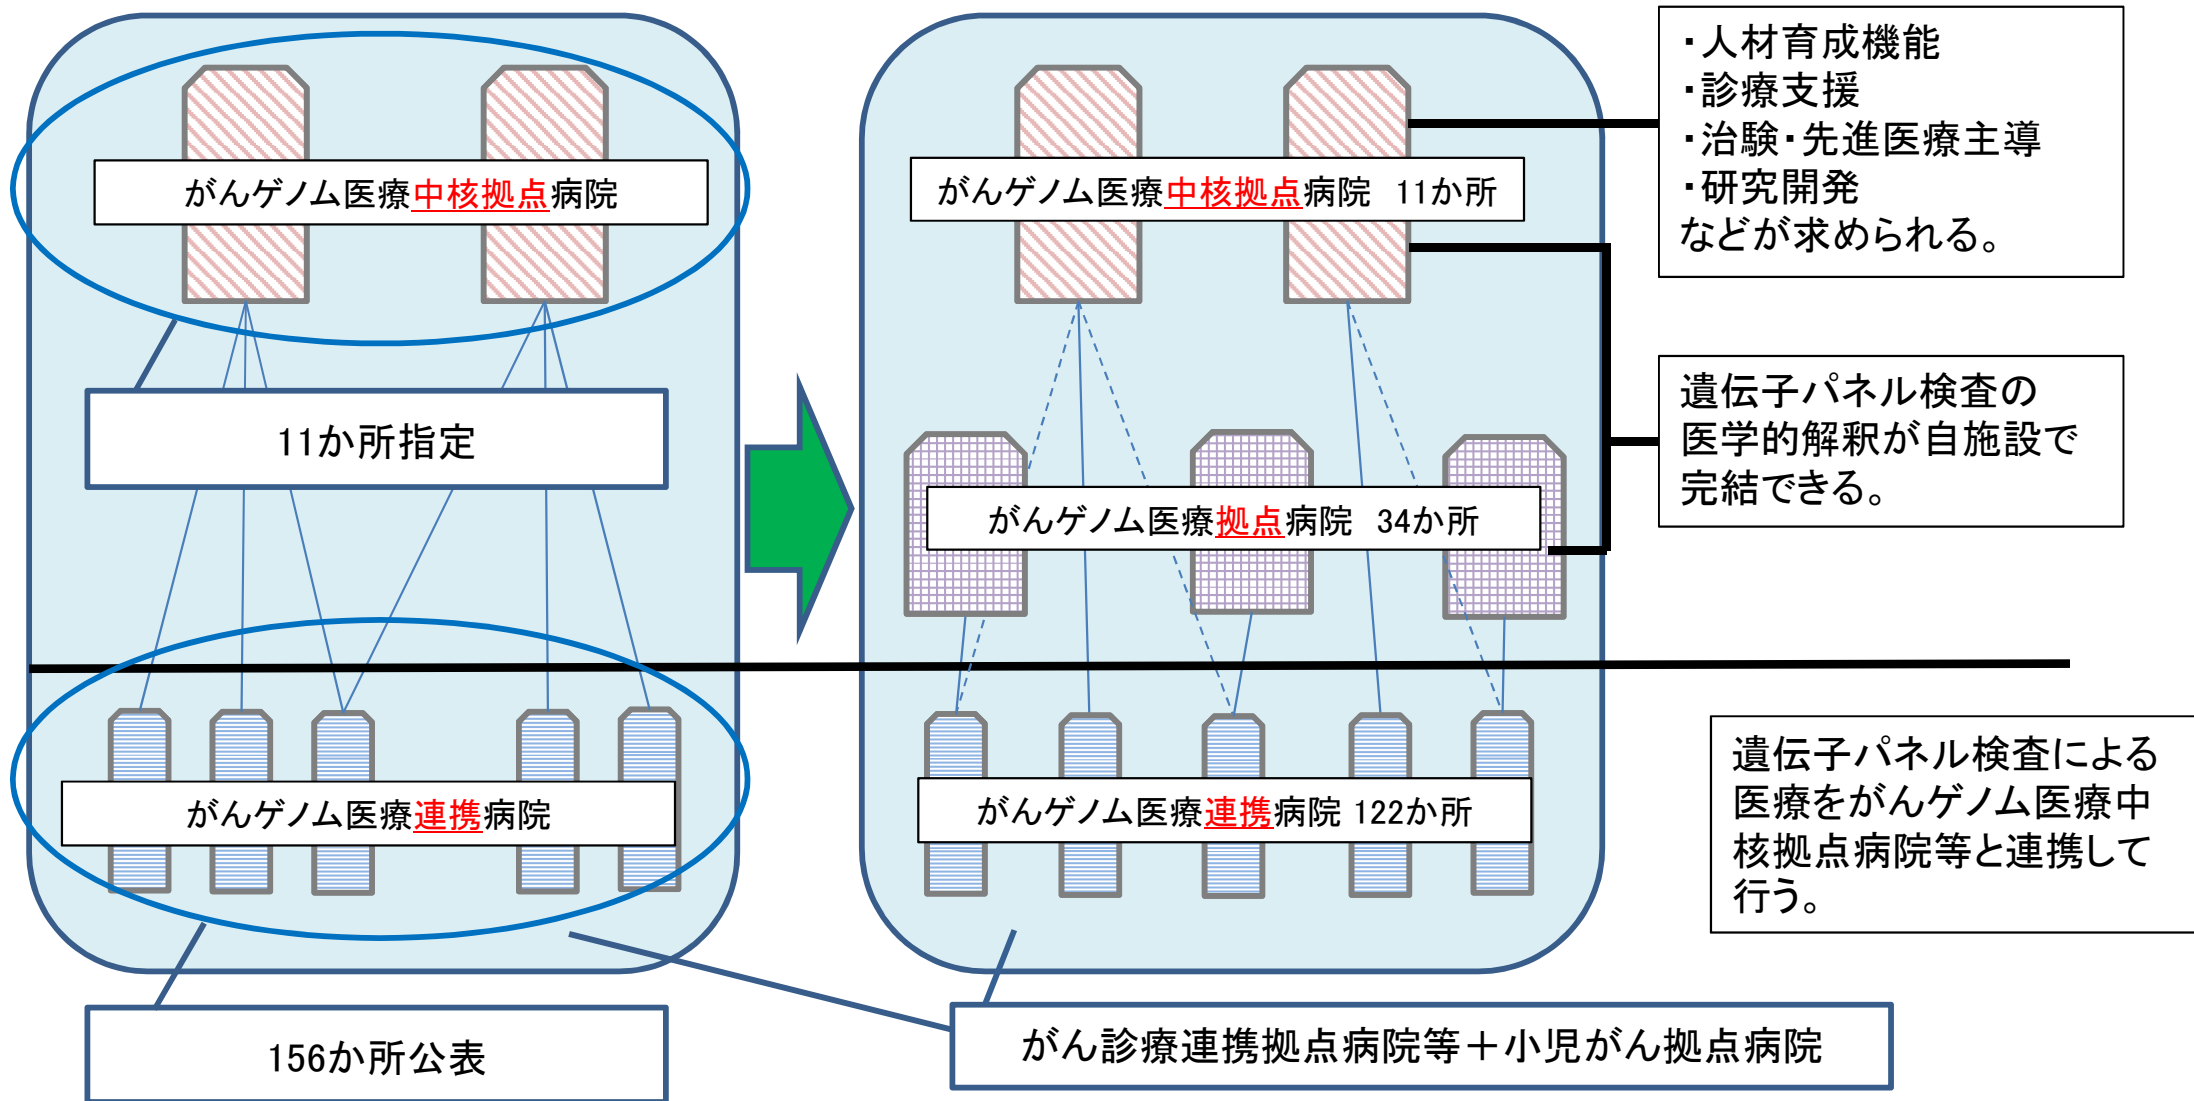 がんゲノム医療中核拠点病院
11か所指定
がんゲノム医療連携病院
156か所公表
がんゲノム医療中核拠点病院　11か所
がんゲノム医療拠点病院　34か所
がんゲノム医療連携病院 122か所
がん診療連携拠点病院等＋小児がん拠点病院
・人材育成機能
・診療支援
・治験・先進医療主導
・研究開発
などが求められる。
遺伝子パネル検査の
医学的解釈が自施設で
完結できる。
遺伝子パネル検査による
医療をがんゲノム医療中
核拠点病院等と連携して
行う。